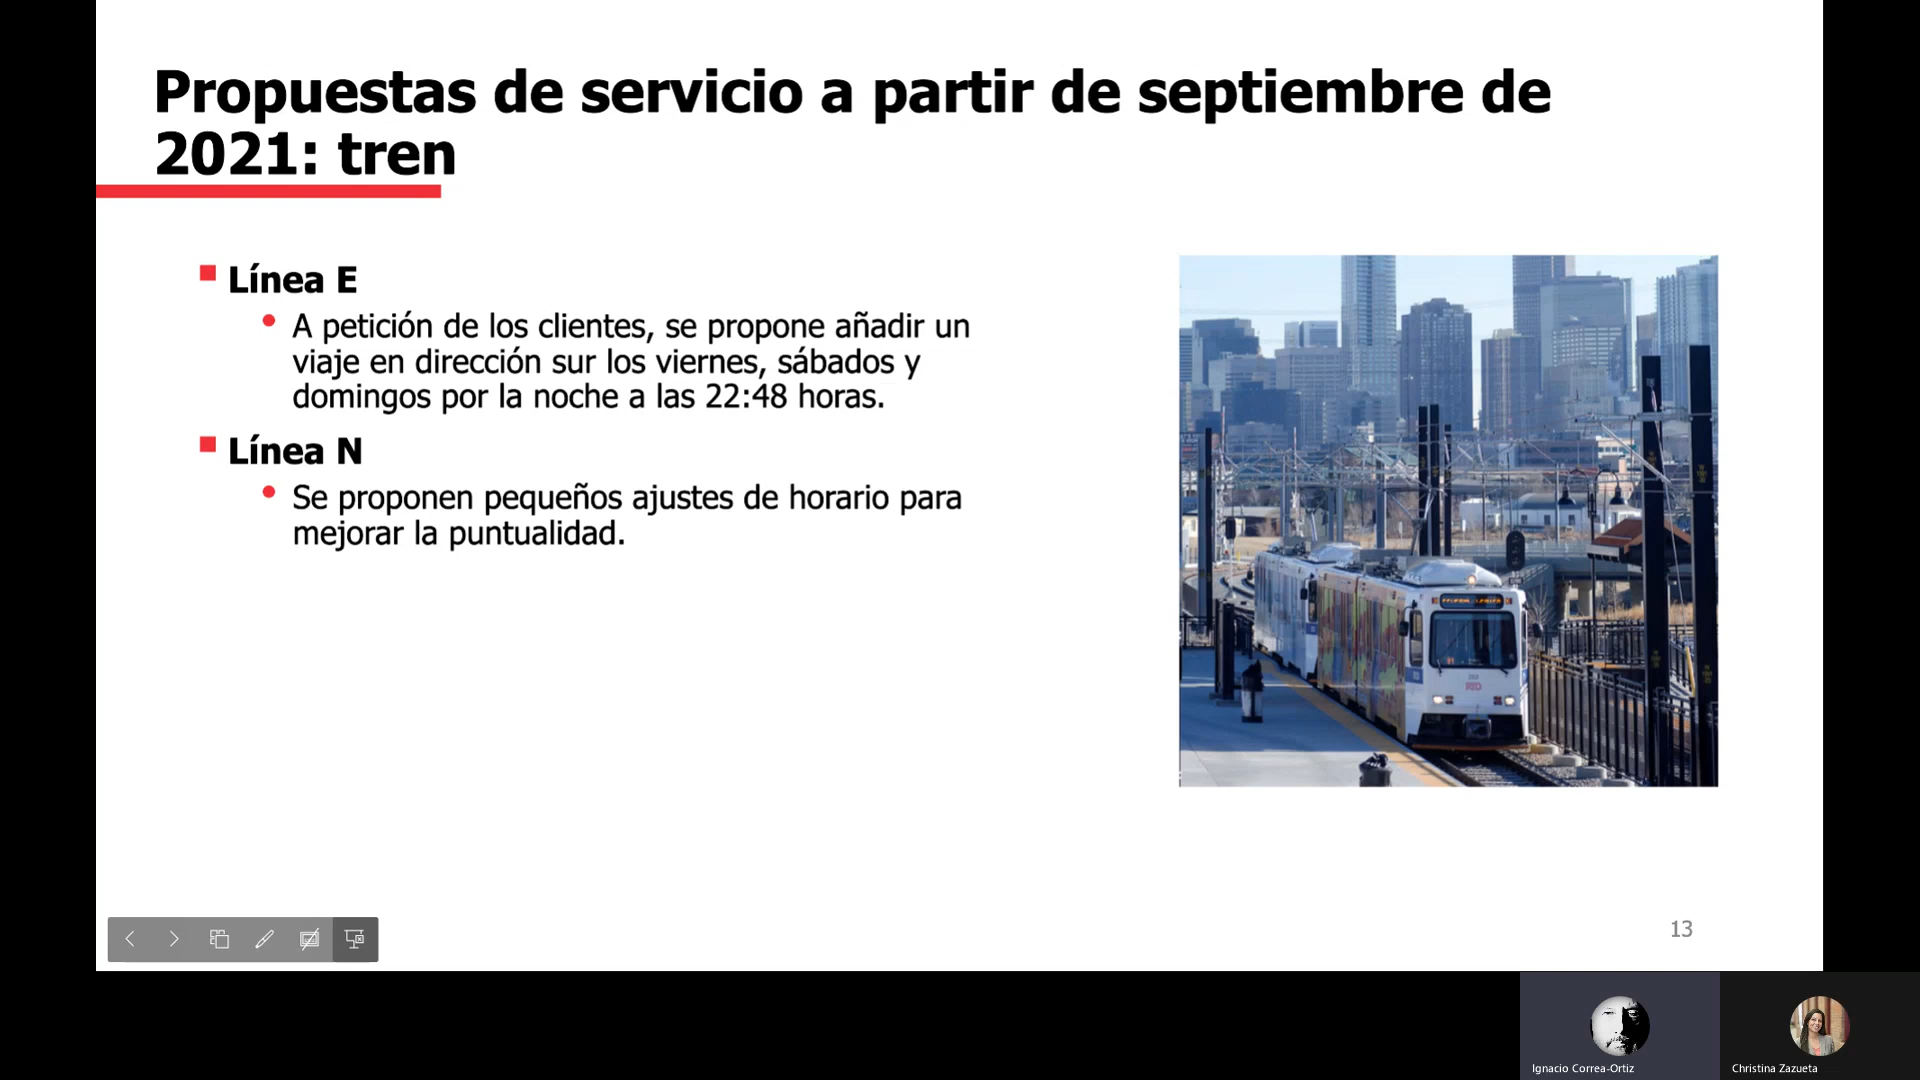 Propuestas de servicio a partir de septiembre de
2021: tren
Línea E
A petición de los clientes, se propone añadir un
viaje en dirección sur los viernes, sábados y
domingos por la noche a las 22:48 horas.
Línea N
Se proponen pequeños ajustes de horario para
mejorar la puntualidad.
RTD
13
Ignacio Correa-Ortiz
Christina Zazueta